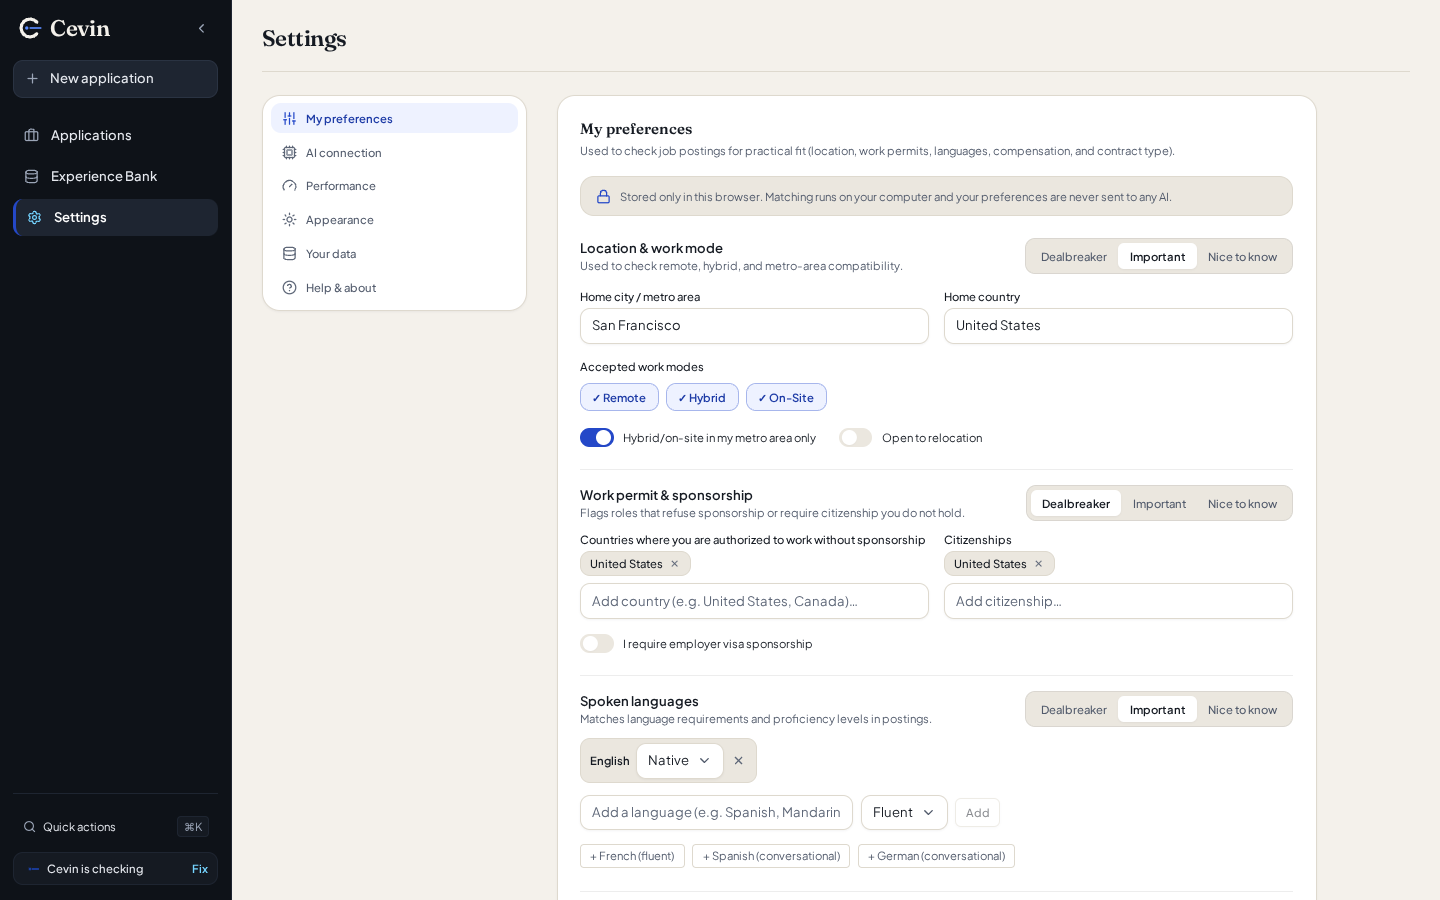 Cevin
New application
Applications
Experience Bank
Settings
Quick actions
⌘K
Cevin is checking
Fix
Settings
My preferences
AI connection
Performance
Appearance
Your data
Help & about
My preferences
Used to check job postings for practical fit (location, work permits, languages, compensation, and contract type).
Stored only in this browser. Matching runs on your computer and your preferences are never sent to any AI.
Location & work mode
Used to check remote, hybrid, and metro-area compatibility.
Dealbreaker
Important
Nice to know
Home city / metro area
Home country
San Francisco
United States
Accepted work modes
✓ Remote
✓ Hybrid
✓ On-Site
Hybrid/on-site in my metro area only
Open to relocation
Work permit & sponsorship
Flags roles that refuse sponsorship or require citizenship you do not hold.
Dealbreaker
Important
Nice to know
Countries where you are authorized to work without sponsorship
Citizenships
United States ×
United States ×
Add country (e.g. United States, Canada)...
Add citizenship...
I require employer visa sponsorship
Spoken languages
Matches language requirements and proficiency levels in postings.
Dealbreaker
Important
Nice to know
English
Native
×
Add a language (e.g. Spanish, Mandarin
Fluent
Add
+ French (fluent)
+ Spanish (conversational)
+ German (conversational)